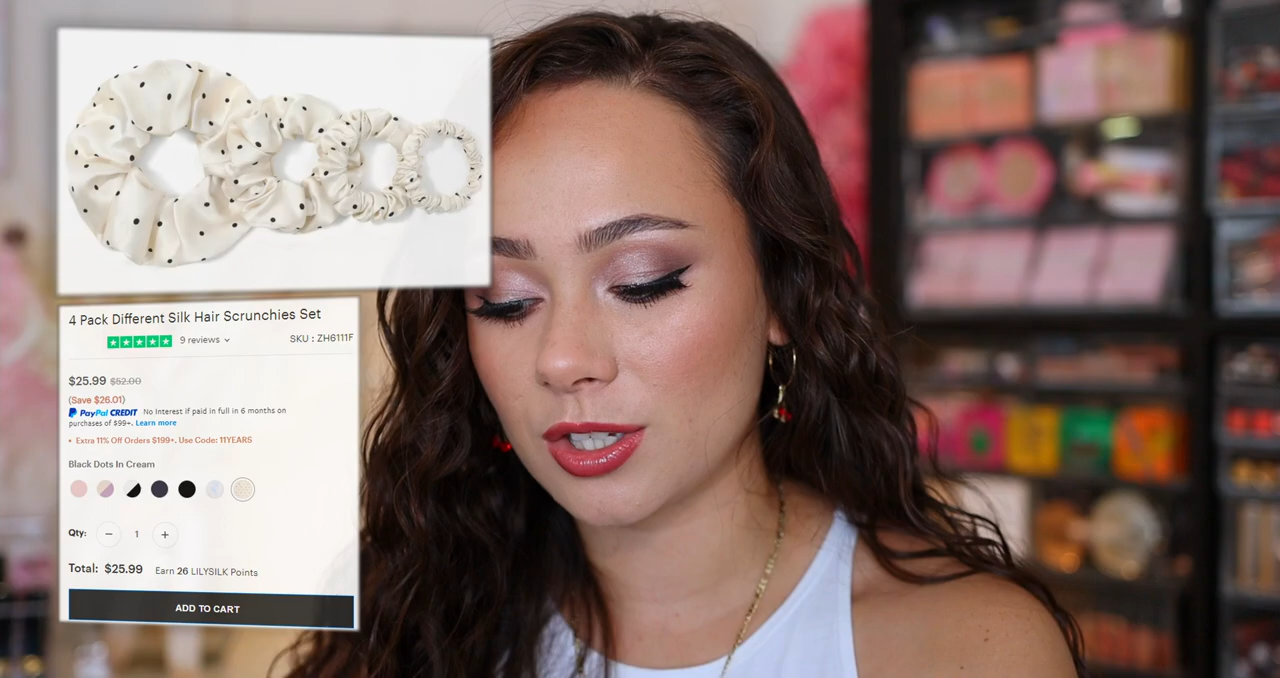 4 Pack Different Silk Hair Scrunchies Set
9 reviews
SKU : ZH6111F
$25.99 $52.00
(Save $26.01)
PayPal CREDIT No Interest if paid in full in 6 months on
purchases of $99+. Learn more
• Extra 11% Off Orders $199+. Use Code: 11YEARS
Black Dots In Cream
Qty: − 1 +
Total: $25.99 Earn 26 LILYSILK Points
ADD TO CART